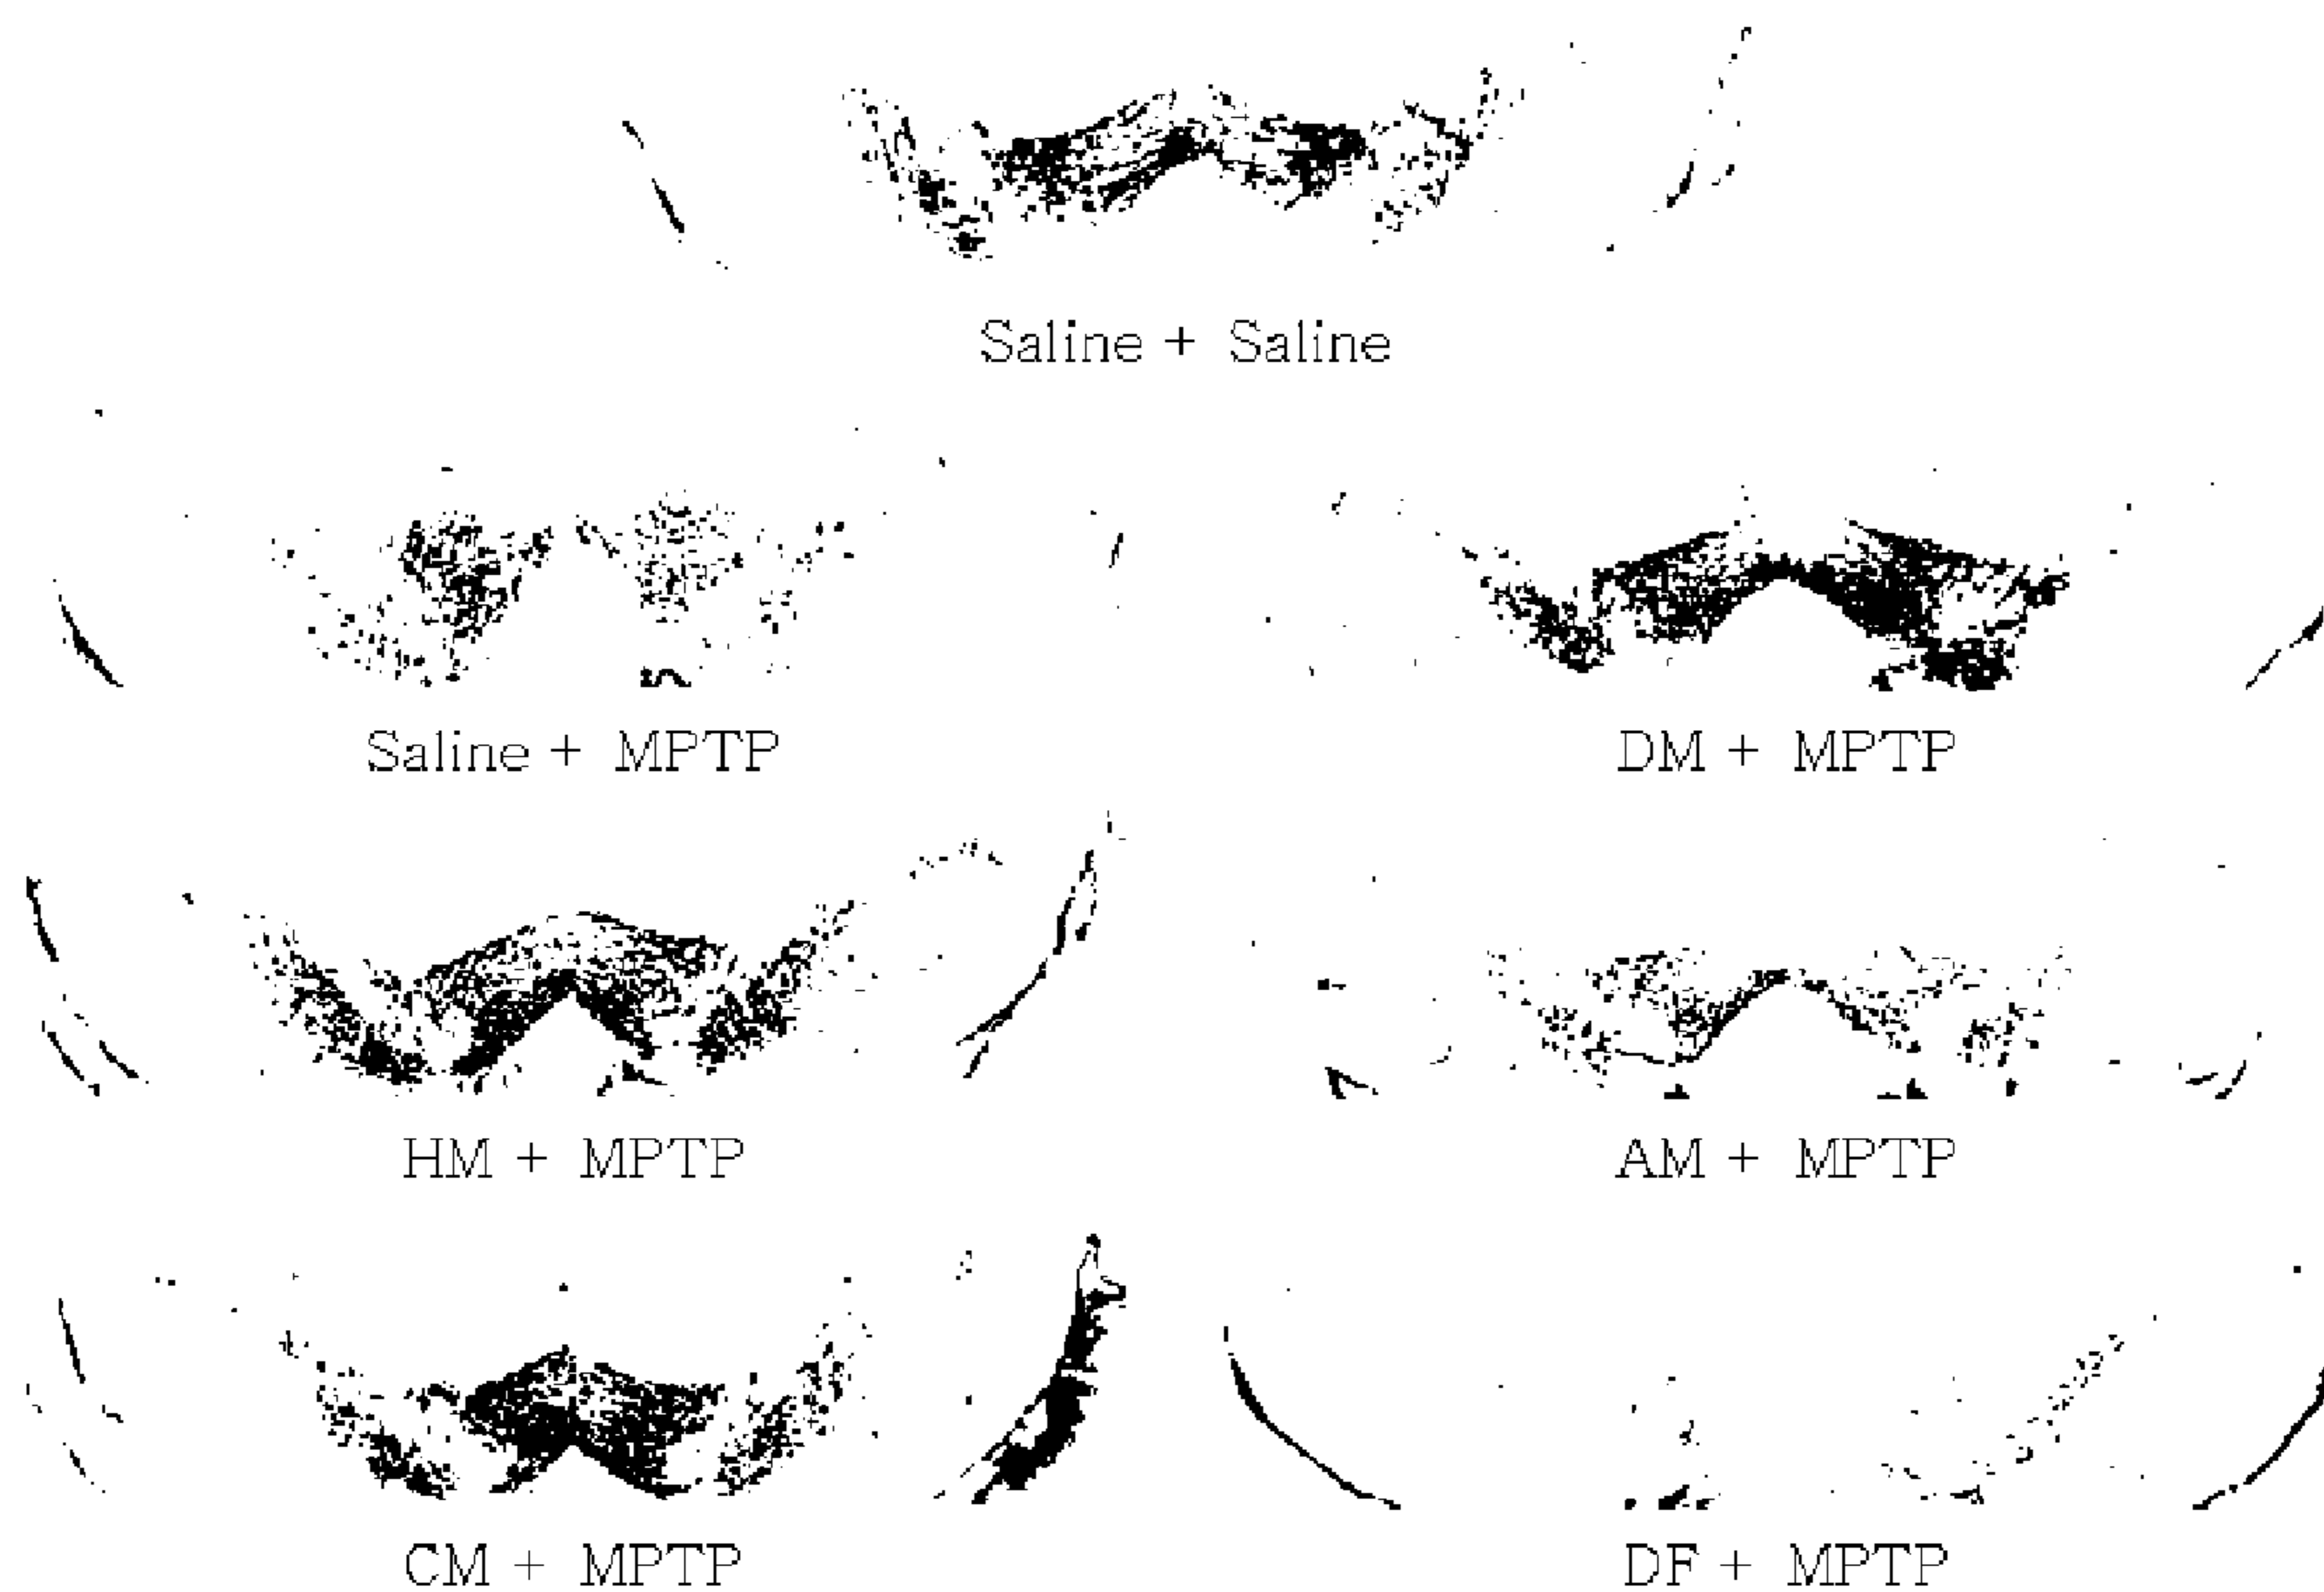 Saline + Saline
Saline + MPTP
DM + MPTP
HM + MPTP
AM + MPTP
CM + MPTP
DF + MPTP